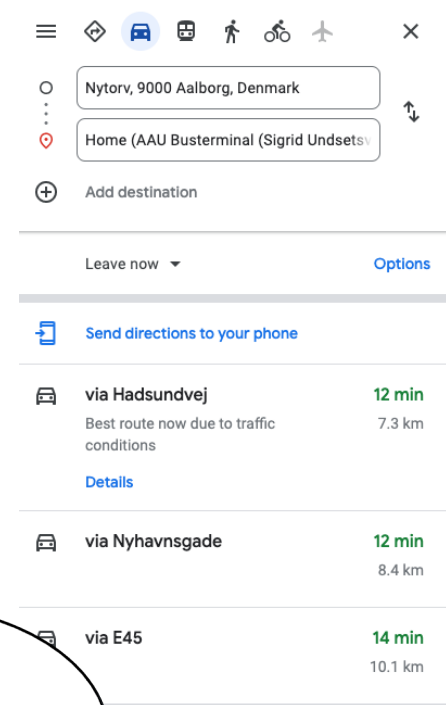 Nytorv, 9000 Aalborg, Denmark
Home (AAU Busterminal (Sigrid Undsetsv
Add destination
Leave now
Options
Send directions to your phone
via Hadsundvej
12 min
Best route now due to traffic
conditions
7.3 km
Details
via Nyhavnsgade
12 min
8.4 km
via E45
14 min
10.1 km